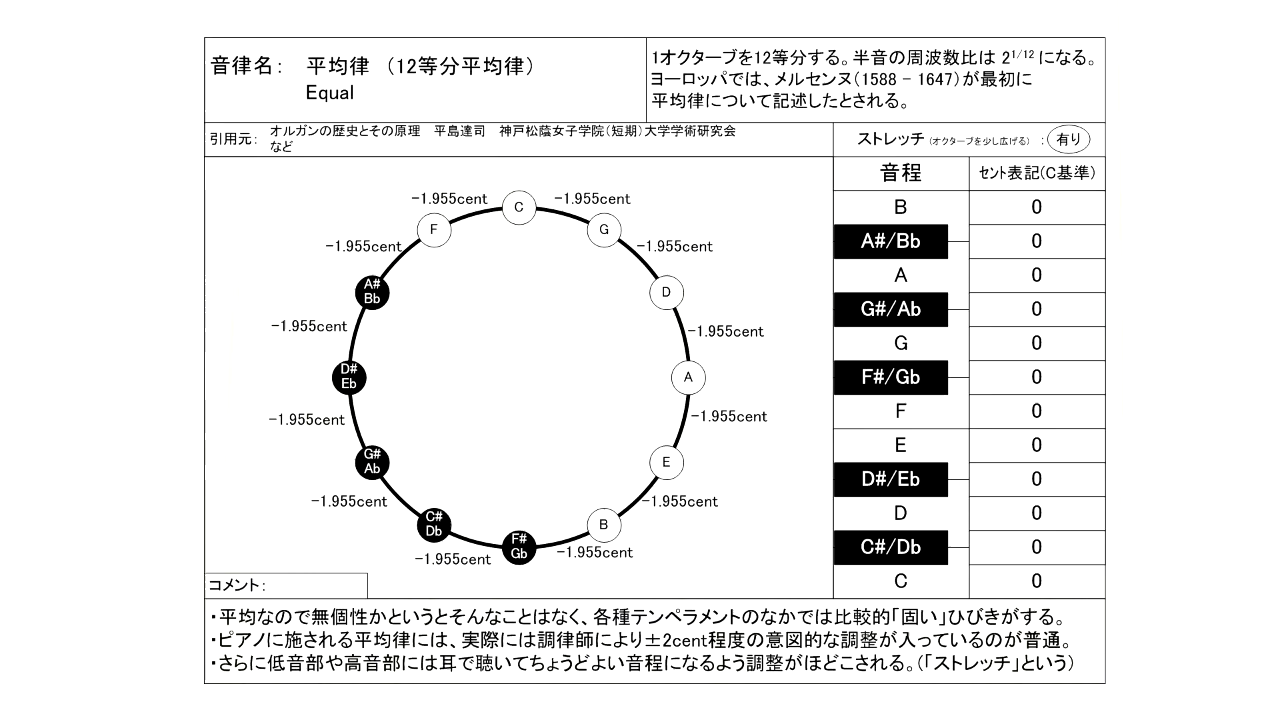 音律名： 平均律 （12等分平均律）
Equal
1オクターブを12等分する。半音の周波数比は 2^1/12 になる。
ヨーロッパでは、メルセンヌ（1588 – 1647）が最初に
平均律について記述したとされる。
引用元： オルガンの歴史とその原理　平島達司　神戸松蔭女子学院（短期）大学学術研究会
など
ストレッチ （オクターブを少し広げる） ： 有り
音程 セント表記（C基準）
B 0
A#/Bb 0
A 0
G#/Ab 0
G 0
F#/Gb 0
F 0
E 0
D#/Eb 0
D 0
C#/Db 0
C 0
C
-1.955cent
G
-1.955cent
D
-1.955cent
A
-1.955cent
E
-1.955cent
B
-1.955cent
F#
Gb
-1.955cent
C#
Db
-1.955cent
G#
Ab
-1.955cent
D#
Eb
-1.955cent
A#
Bb
-1.955cent
F
-1.955cent
コメント：
・平均なので無個性かというとそんなことはなく、各種テンペラメントのなかでは比較的「固い」ひびきがする。
・ピアノに施される平均律には、実際には調律師により±2cent程度の意図的な調整が入っているのが普通。
・さらに低音部や高音部には耳で聴いてちょうどよい音程になるよう調整がほどこされる。（「ストレッチ」という）